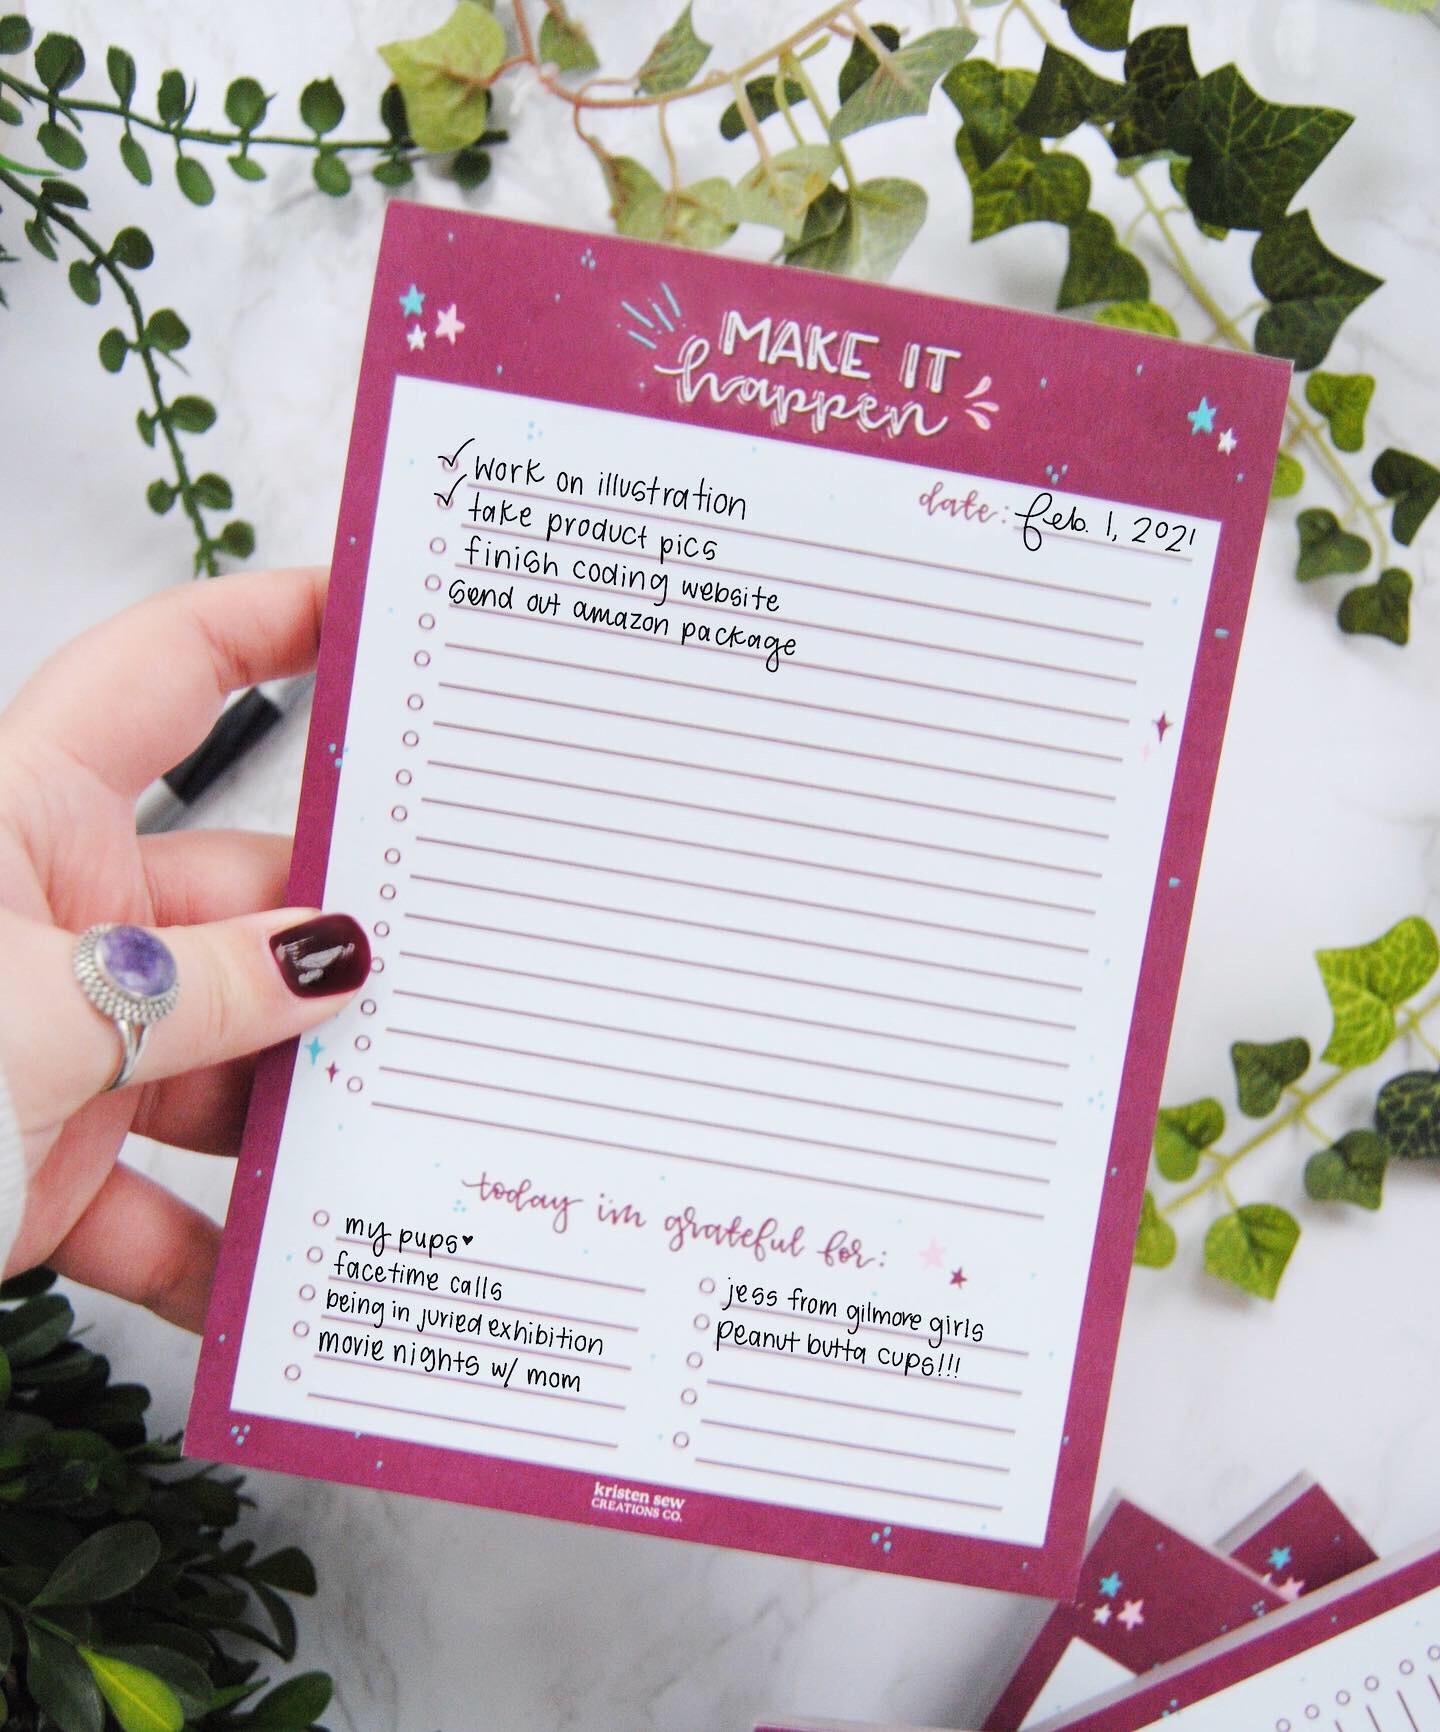 MAKE IT
happen
date: feb. 1, 2021
✓ work on illustration
✓ take product pics
finish coding website
send out amazon package
today i'm grateful for:
my pups♥
facetime calls
being in juried exhibition
movie nights w/ mom
jess from gilmore girls
peanut butta cups!!!
kristen sew
CREATIONS CO.